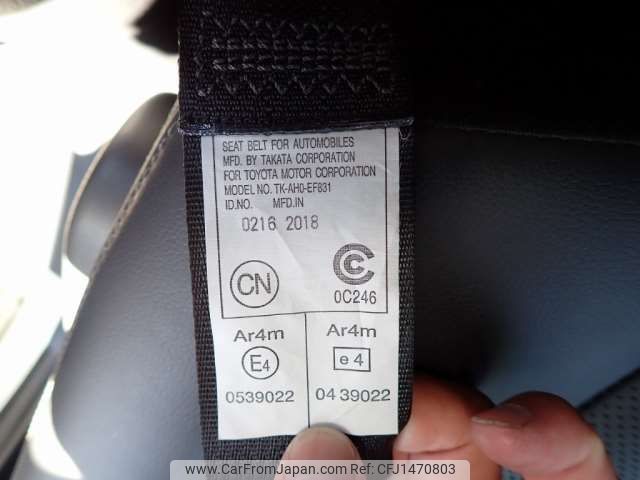 SEAT BELT FOR AUTOMOBILES
MFD. BY TAKATA CORPORATION
FOR TOYOTA MOTOR CORPORATION
MODEL NO. TK-AH0-EF831
ID.NO. MFD.IN
0216 2018
CN
CCC
0C246
Ar4m
E4
0539022
Ar4m
e 4
04 39022
www.CarFromJapan.com - Ref:CFJ1470803